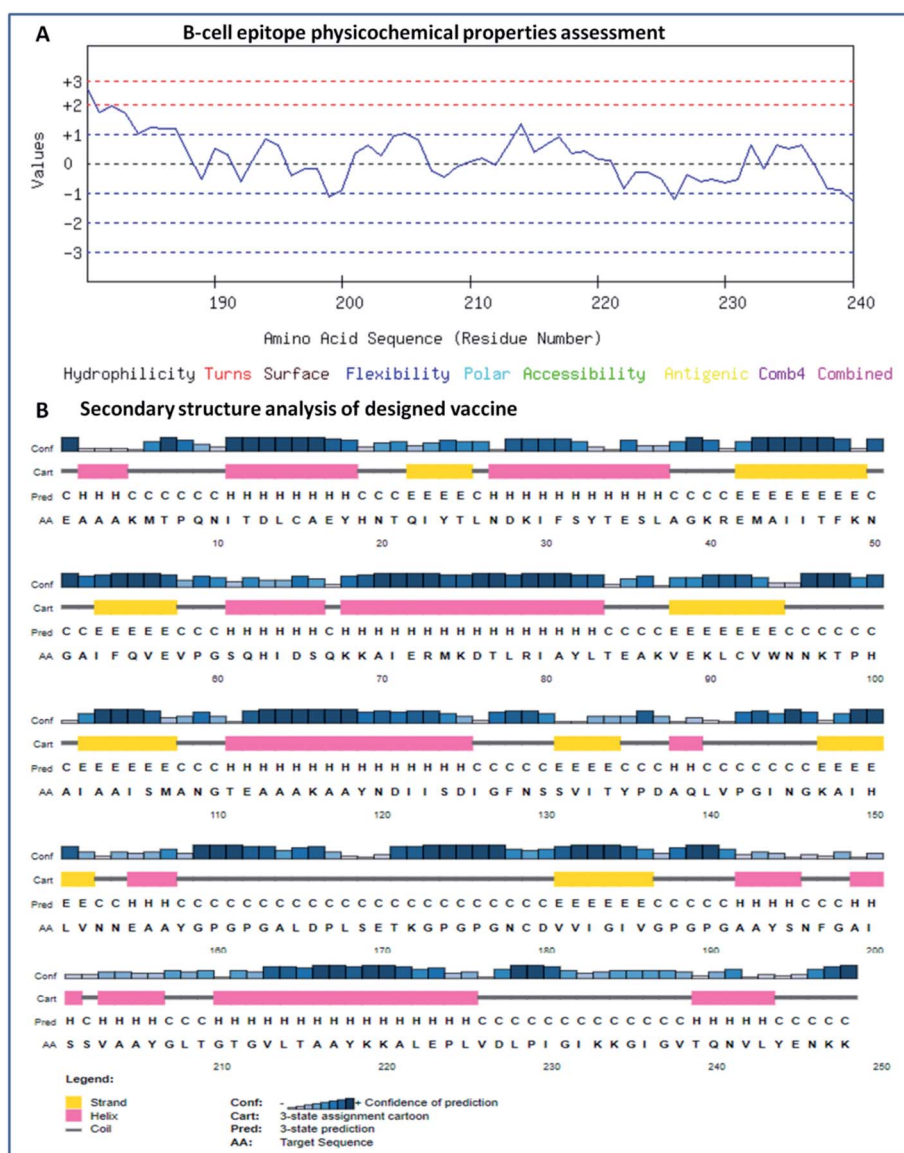 A B-cell epitope physicochemical properties assessment
+3
+2
+1
0
-1
-2
-3
Values
190 200 210 220 230 240
Amino Acid Sequence (Residue Number)
Hydrophilicity Turns Surface Flexibility Polar Accessibility Antigenic Comb4 Combined
B Secondary structure analysis of designed vaccine
Conf
Cart
Pred C H H H C C C C C C H H H H H H H H C C C E E E E C H H H H H H H H H H H C C C C E E E E E E E E C
AA E A A A K M T P Q N I T D L C A E Y H N T Q I Y T L N D K I F S Y T E S L A G K R E M A I I T F K N
10 20 30 40 50
Conf
Cart
Pred C C E E E E E C C C H H H H H H C H H H H H H H H H H H H H H H H C C C C E E E E E E E C C C C C C
AA G A I F Q V E V P G S Q H I D S Q K K A I E R M K D T L R I A Y L T E A K V E K L C V W N N K T P H
60 70 80 90 100
Conf
Cart
Pred C E E E E E E C C C H H H H H H H H H H H H H H H C C C C C E E E E C C C H H C C C C C C C E E E E
AA A I A A I S M A N G T E A A A K A A Y N D I I S D I G F N S S V I T Y P D A Q L V P G I N G K A I H
110 120 130 140 150
Conf
Cart
Pred E E C C H H H C C C C C C C C C C C C C C C C C C C C C C C E E E E E E C C C C C H H H H C C C H H
AA L V N N E A A Y G P G P G A L D P L S E T K G P G P G N C D V V I G I V G P G P G A A Y S N F G A I
160 170 180 190 200
Conf
Cart
Pred H C H H H H C C C H H H H H H H H H H H H H H H H C C C C C C C C C C C C C H H H H H C C C C C
AA S S V A A Y G L T G T G V L T A A Y K K A L E P L V D L P I G I K K G I G V T Q N V L Y E N K K
210 220 230 240 250
Legend:
Strand
Helix
Coil
Conf: - + Confidence of prediction
Cart: 3-state assignment cartoon
Pred: 3-state prediction
AA: Target Sequence